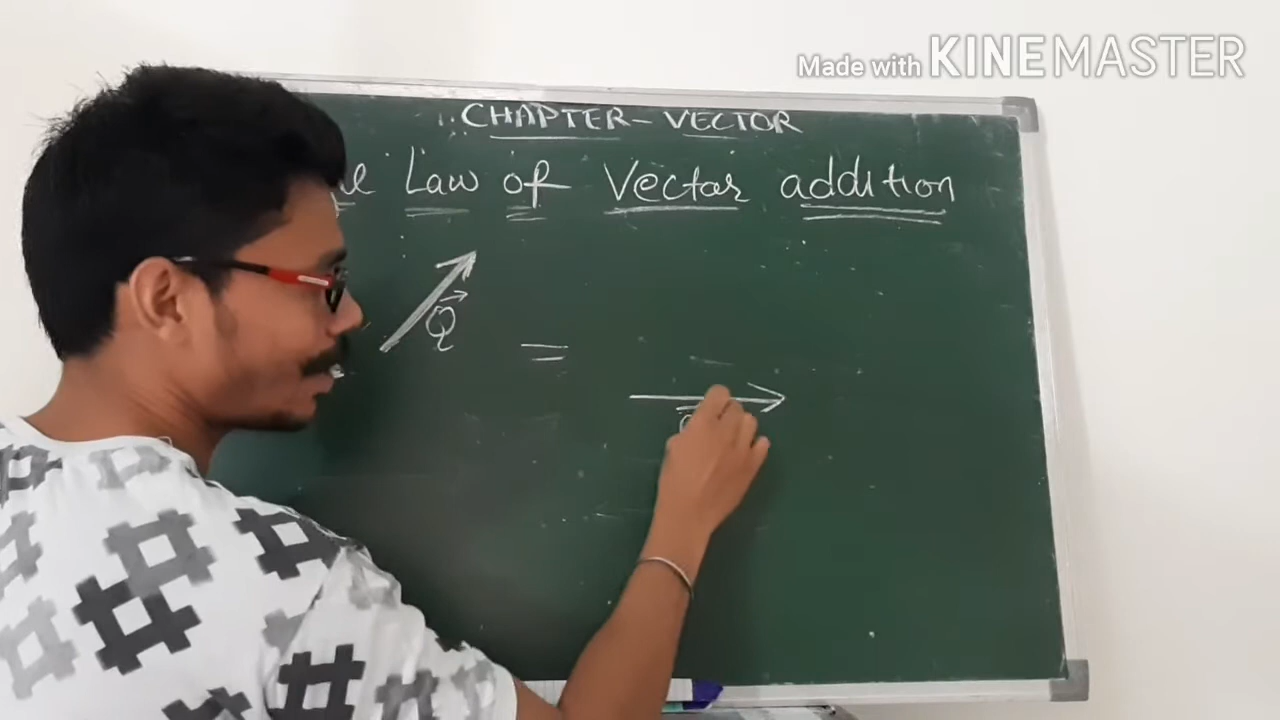 Made with KINEMASTER
CHAPTER - VECTOR
Law of Vector addition
Q
=